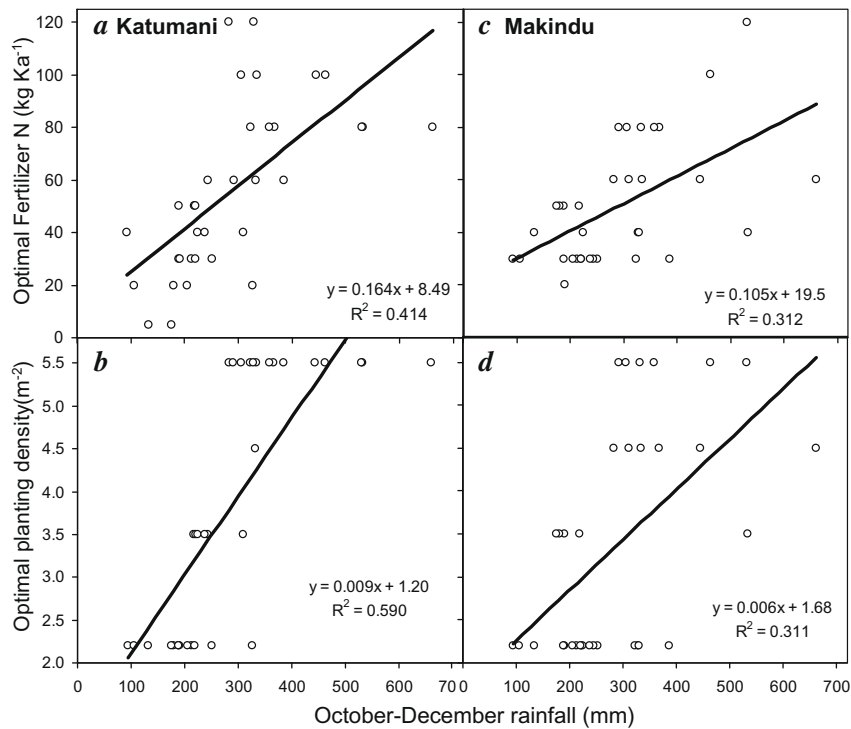 a Katumani
c Makindu
Optimal Fertilizer N (kg Ka⁻¹)
120
100
80
60
40
20
0
y = 0.164x + 8.49
R² = 0.414
y = 0.105x + 19.5
R² = 0.312
b
d
Optimal planting density(m⁻²)
5.5
5.0
4.5
4.0
3.5
3.0
2.5
2.0
y = 0.009x + 1.20
R² = 0.590
y = 0.006x + 1.68
R² = 0.311
0 100 200 300 400 500 600 700 0 100 200 300 400 500 600 700
October-December rainfall (mm)